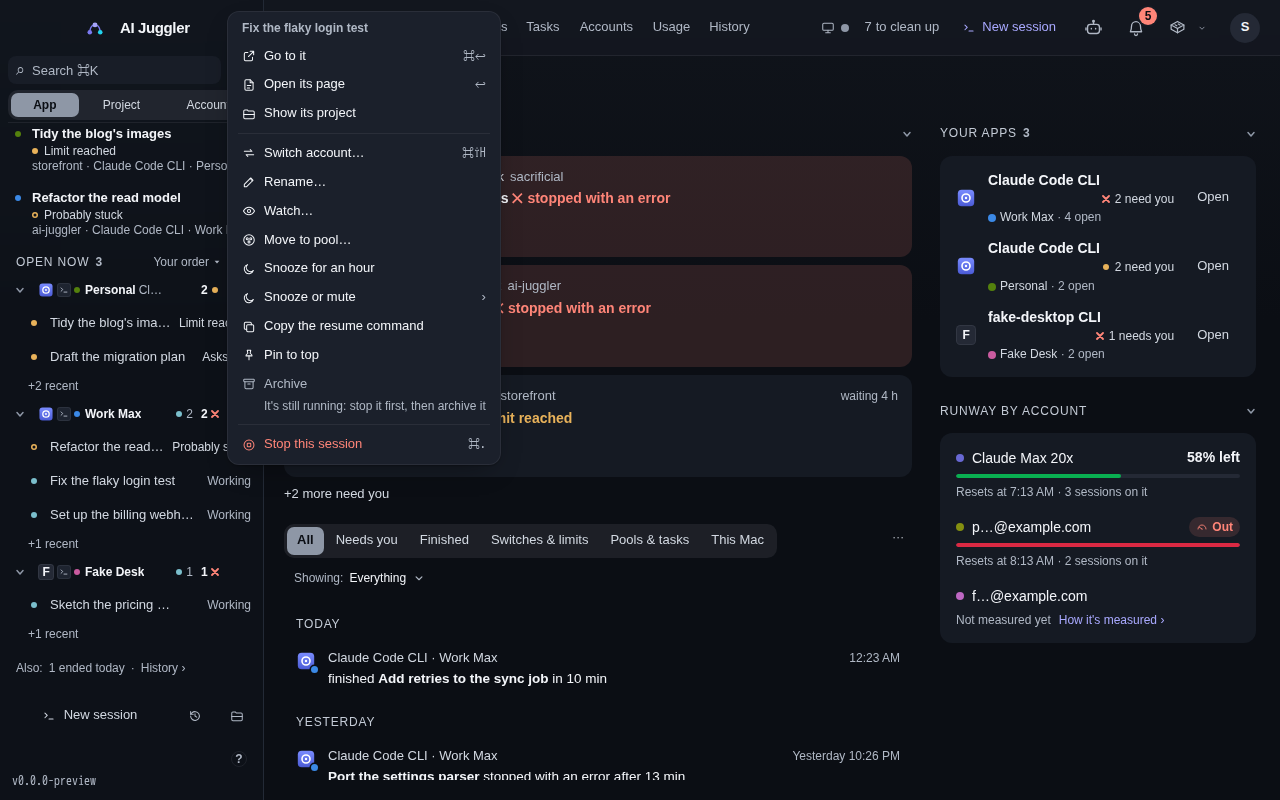 AI Juggler
Search ⌘K
App Project Accoun
Tidy the blog's images
Limit reached
storefront · Claude Code CLI · Perso
Refactor the read model
Probably stuck
ai-juggler · Claude Code CLI · Work
OPEN NOW 3 Your order
Personal Cl… 2
Tidy the blog's ima… Limit reac
Draft the migration plan Asks
+2 recent
Work Max 2 2
Refactor the read… Probably s
Fix the flaky login test Working
Set up the billing webh… Working
+1 recent
F Fake Desk 1 1
Sketch the pricing … Working
+1 recent
Also: 1 ended today · History ›
New session
?
v0.0.0-preview
Fix the flaky login test
Go to it ⌘↩
Open its page ↩
Show its project
Switch account… ⌘⇧H
Rename…
Watch…
Move to pool…
Snooze for an hour
Snooze or mute ›
Copy the resume command
Pin to top
Archive
It's still running: stop it first, then archive it
Stop this session ⌘.
s Tasks Accounts Usage History
7 to clean up
New session
5
S
sacrificial
s stopped with an error
ai-juggler
stopped with an error
storefront waiting 4 h
it reached
+2 more need you
All Needs you Finished Switches & limits Pools & tasks This Mac ···
Showing: Everything
TODAY
Claude Code CLI · Work Max 12:23 AM
finished Add retries to the sync job in 10 min
YESTERDAY
Claude Code CLI · Work Max Yesterday 10:26 PM
Port the settings parser stopped with an error after 13 min
YOUR APPS 3
Claude Code CLI
2 need you Open
Work Max · 4 open
Claude Code CLI
2 need you Open
Personal · 2 open
fake-desktop CLI
F 1 needs you Open
Fake Desk · 2 open
RUNWAY BY ACCOUNT
Claude Max 20x 58% left
Resets at 7:13 AM · 3 sessions on it
p…@example.com Out
Resets at 8:13 AM · 2 sessions on it
f…@example.com
Not measured yet How it's measured ›